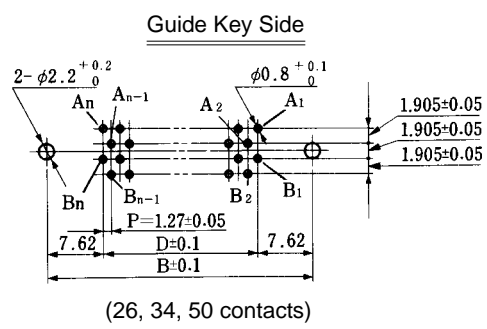 Guide Key Side
2-φ2.2 +0.2 0
φ0.8 +0.1 0
An
An-1
A2
A1
1.905±0.05
1.905±0.05
1.905±0.05
Bn
Bn-1
B2
B1
P=1.27±0.05
7.62
D±0.1
7.62
B±0.1
(26, 34, 50 contacts)